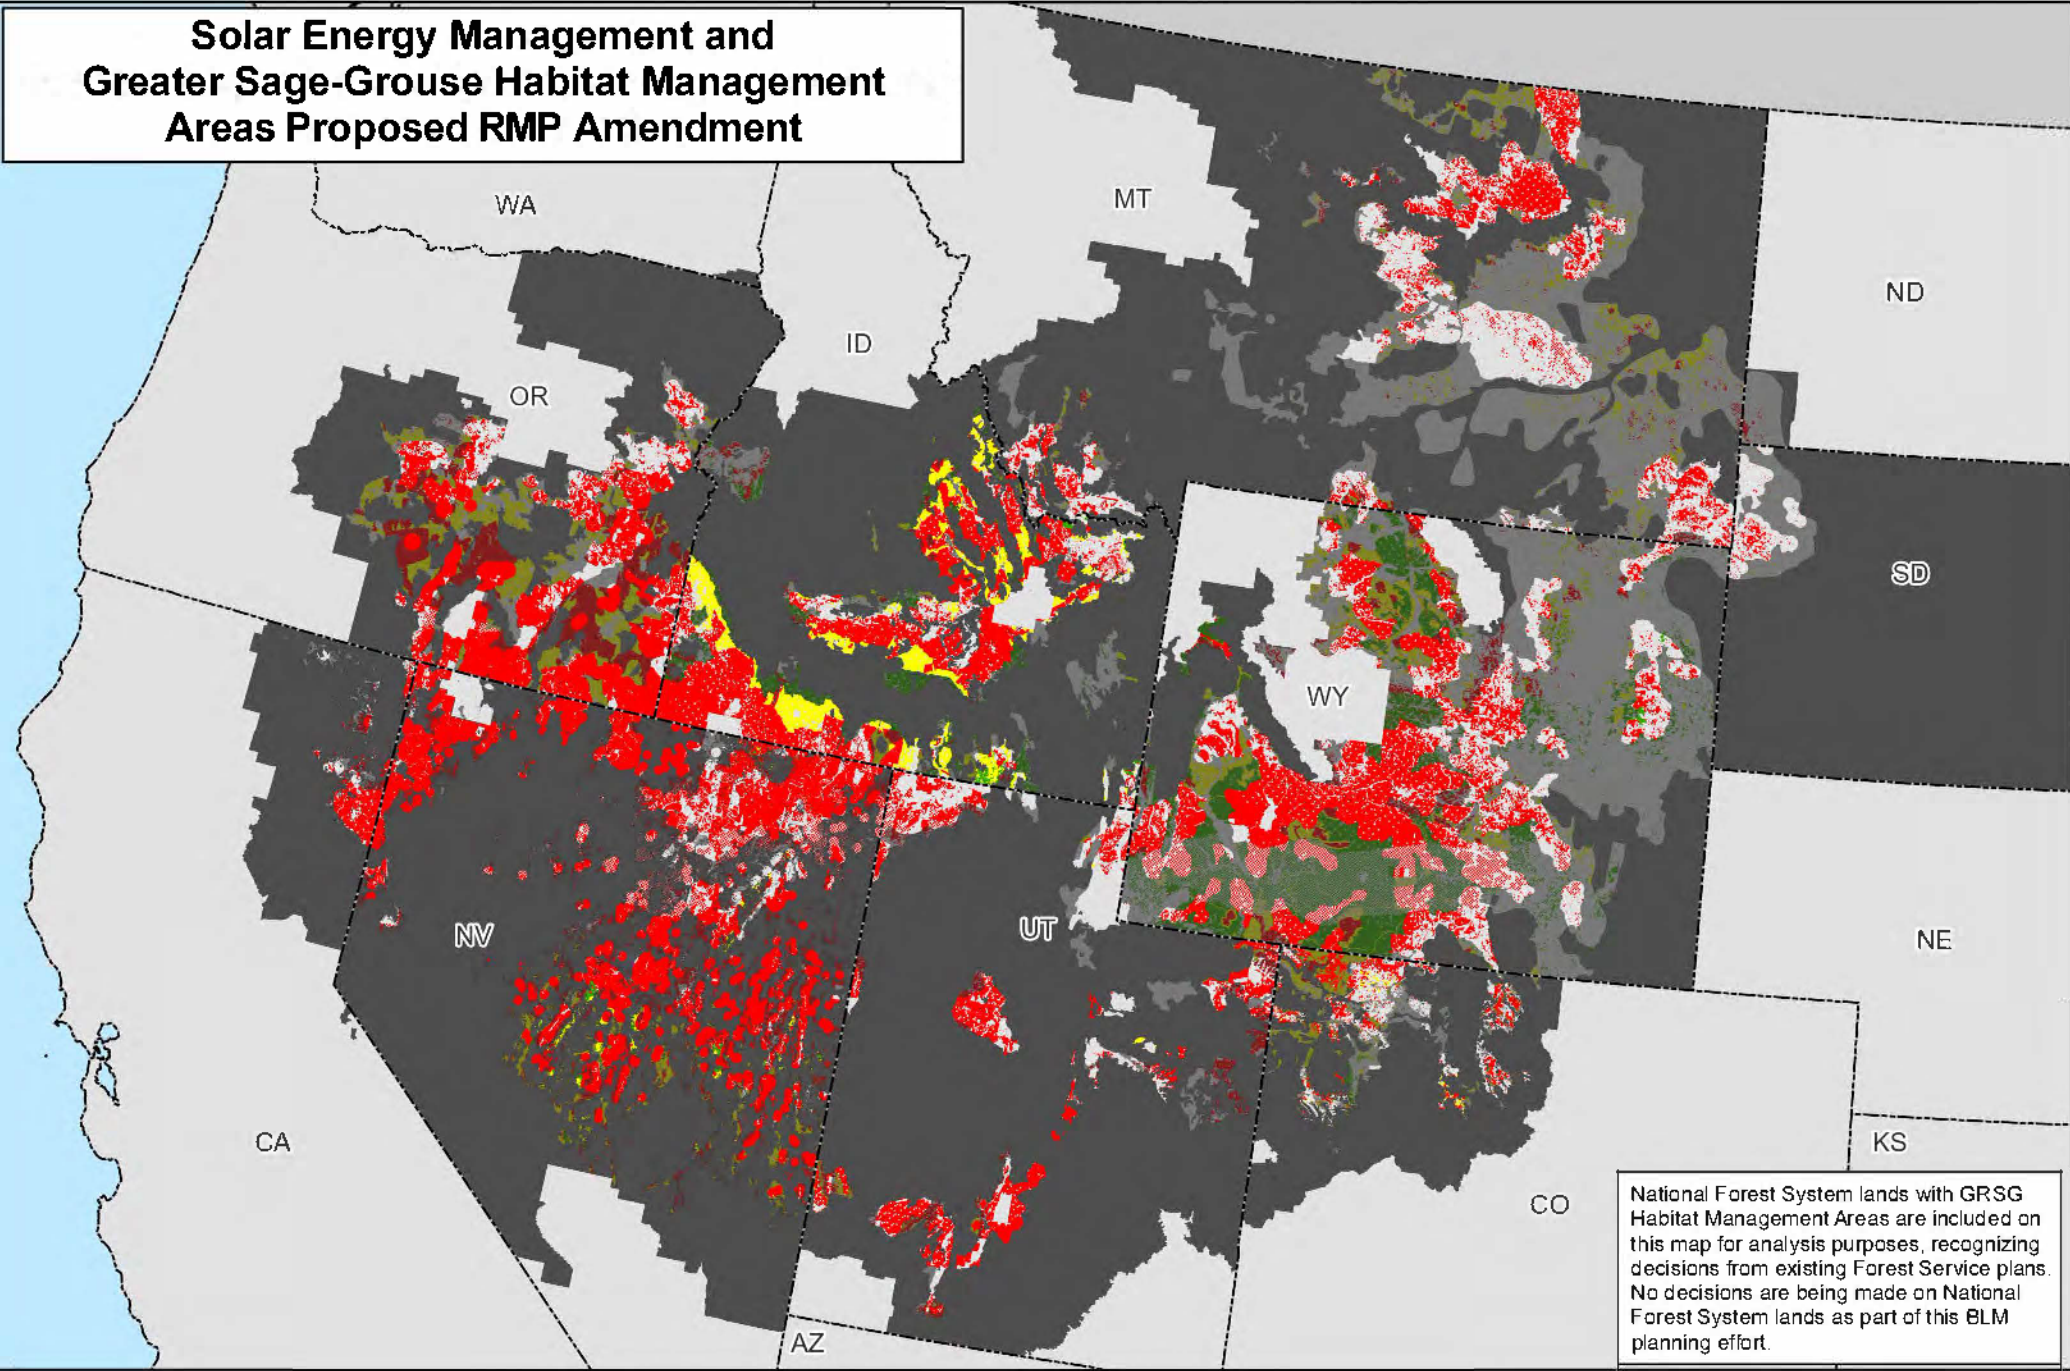 Solar Energy Management and
Greater Sage-Grouse Habitat Management
Areas Proposed RMP Amendment
WA
MT
ND
ID
OR
SD
WY
NV
UT
NE
CA
KS
CO
AZ
National Forest System lands with GRSG
Habitat Management Areas are included on
this map for analysis purposes, recognizing
decisions from existing Forest Service plans.
No decisions are being made on National
Forest System lands as part of this BLM
planning effort.